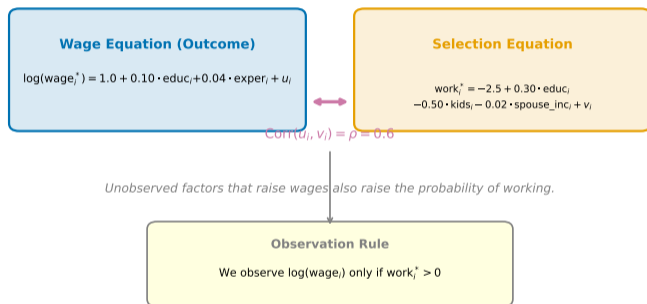 Wage Equation (Outcome)
log(wage*ᵢ) = 1.0 + 0.10 · educᵢ+0.04 · experᵢ + uᵢ
Selection Equation
work*ᵢ = −2.5 + 0.30 · educᵢ
−0.50 · kidsᵢ − 0.02 · spouse_incᵢ + vᵢ
Corr(uᵢ, vᵢ) = ρ = 0.6
Unobserved factors that raise wages also raise the probability of working.
Observation Rule
We observe log(wageᵢ) only if work*ᵢ > 0